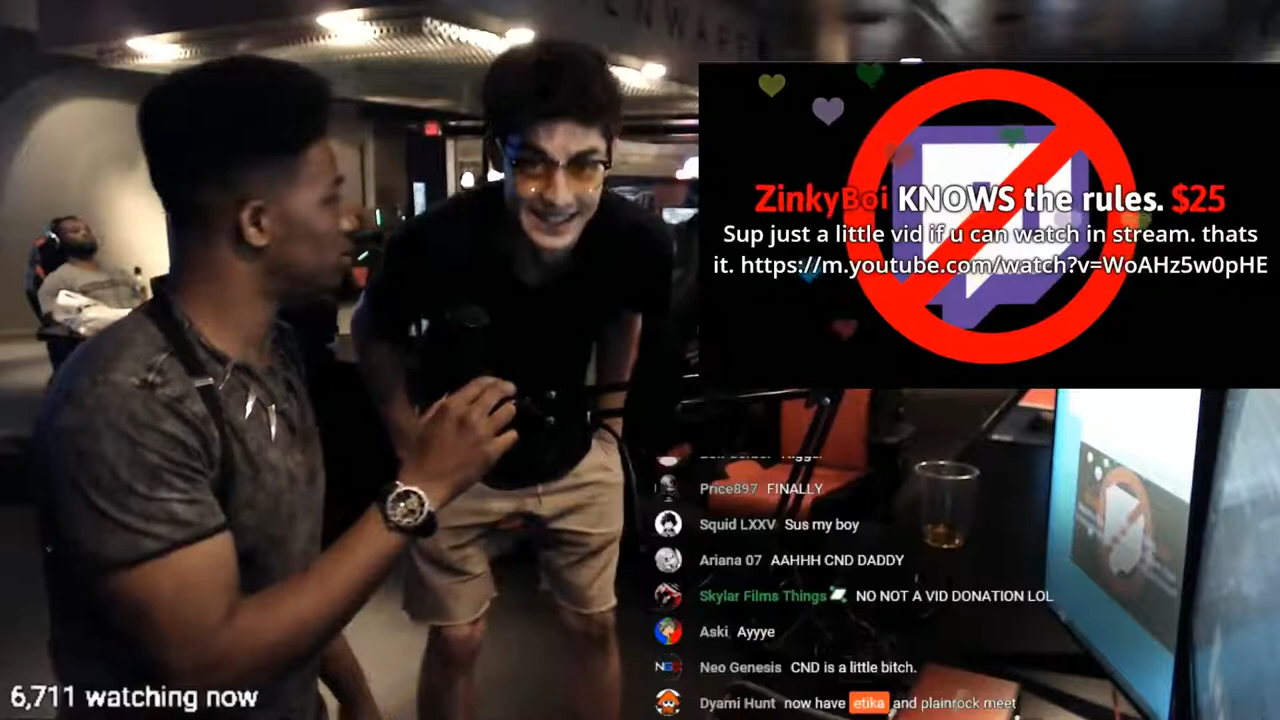 ENWAFF
ZinkyBoi KNOWS the rules. $25
Sup just a little vid if u can watch in stream. thats
it. https://m.youtube.com/watch?v=WoAHz5w0pHE
Price897 FINALLY
Squid LXXV Sus my boy
Ariana 07 AAHHH CND DADDY
Skylar Films Things NO NOT A VID DONATION LOL
Aski Ayyye
Neo Genesis CND is a little bitch.
Dyami Hunt now have etika and plainrock meet
6,711 watching now